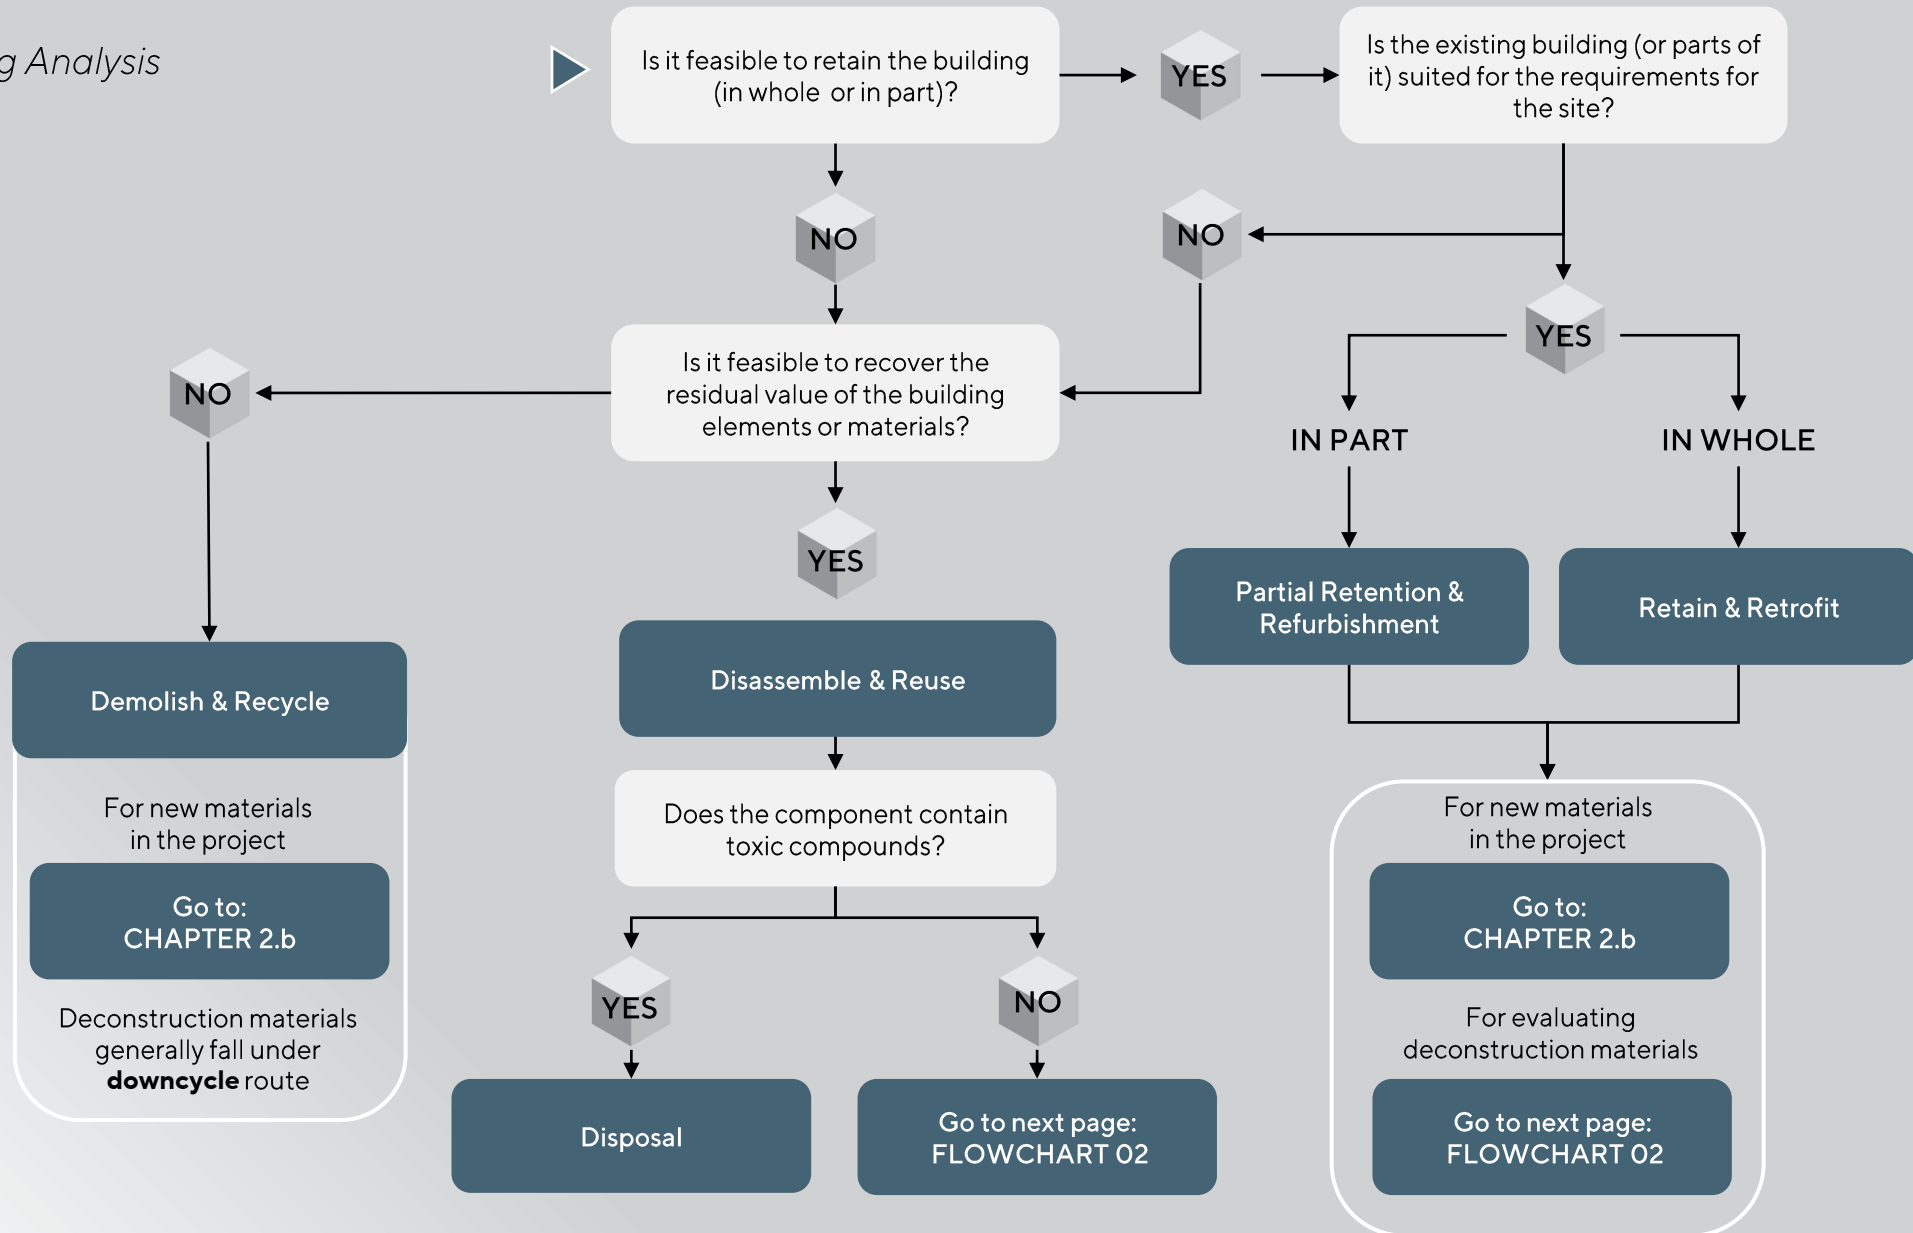 g Analysis
Is it feasible to retain the building
(in whole or in part)?
YES
Is the existing building (or parts of
it) suited for the requirements for
the site?
NO
NO
YES
Is it feasible to recover the
residual value of the building
elements or materials?
NO
IN PART
IN WHOLE
YES
Partial Retention &
Refurbishment
Retain & Retrofit
Demolish & Recycle
Disassemble & Reuse
For new materials
in the project
Go to:
CHAPTER 2.b
Deconstruction materials
generally fall under
downcycle route
Does the component contain
toxic compounds?
YES
NO
Disposal
Go to next page:
FLOWCHART 02
For new materials
in the project
Go to:
CHAPTER 2.b
For evaluating
deconstruction materials
Go to next page:
FLOWCHART 02